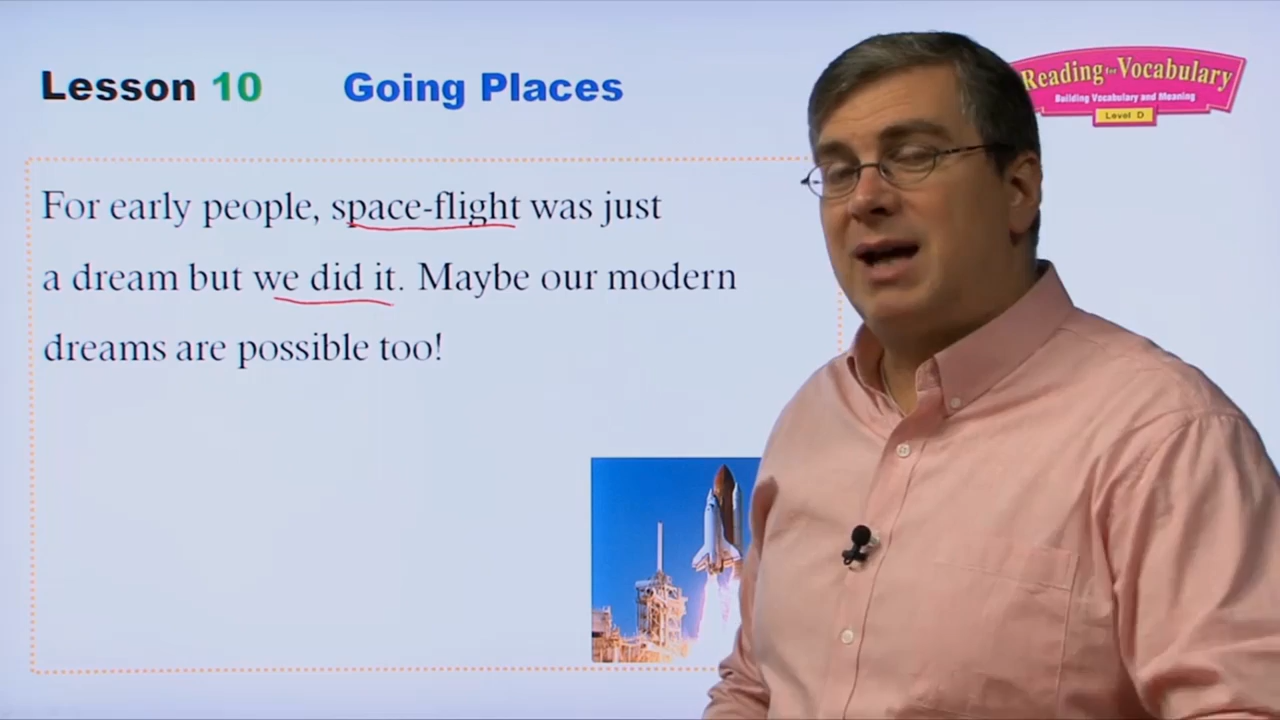 Lesson 10 Going Places
Reading for Vocabulary
Building Vocabulary and Meaning
Level D
For early people, space-flight was just
a dream but we did it. Maybe our modern
dreams are possible too!